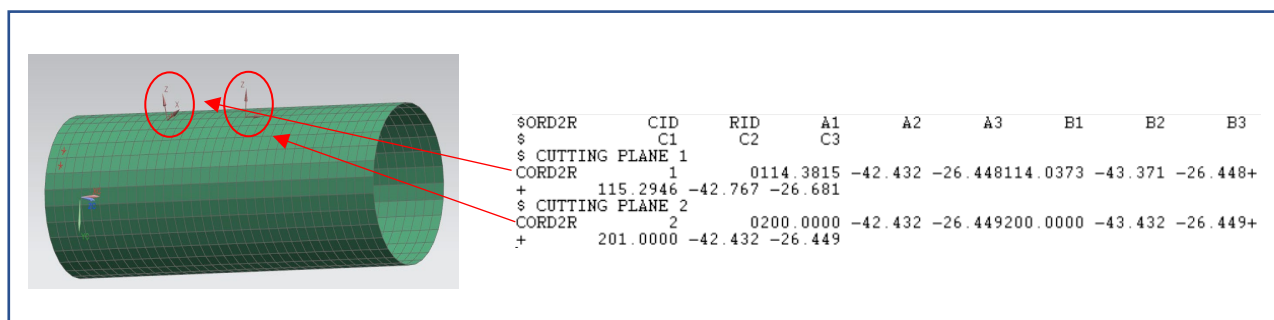 Z
X
Z
$ORD2R CID RID A1 A2 A3 B1 B2 B3
$ C1 C2 C3
$ CUTTING PLANE 1
CORD2R 1 0114.3815 -42.432 -26.448114.0373 -43.371 -26.448+
+ 115.2946 -42.767 -26.681
$ CUTTING PLANE 2
CORD2R 2 0200.0000 -42.432 -26.449200.0000 -43.432 -26.449+
+ 201.0000 -42.432 -26.449